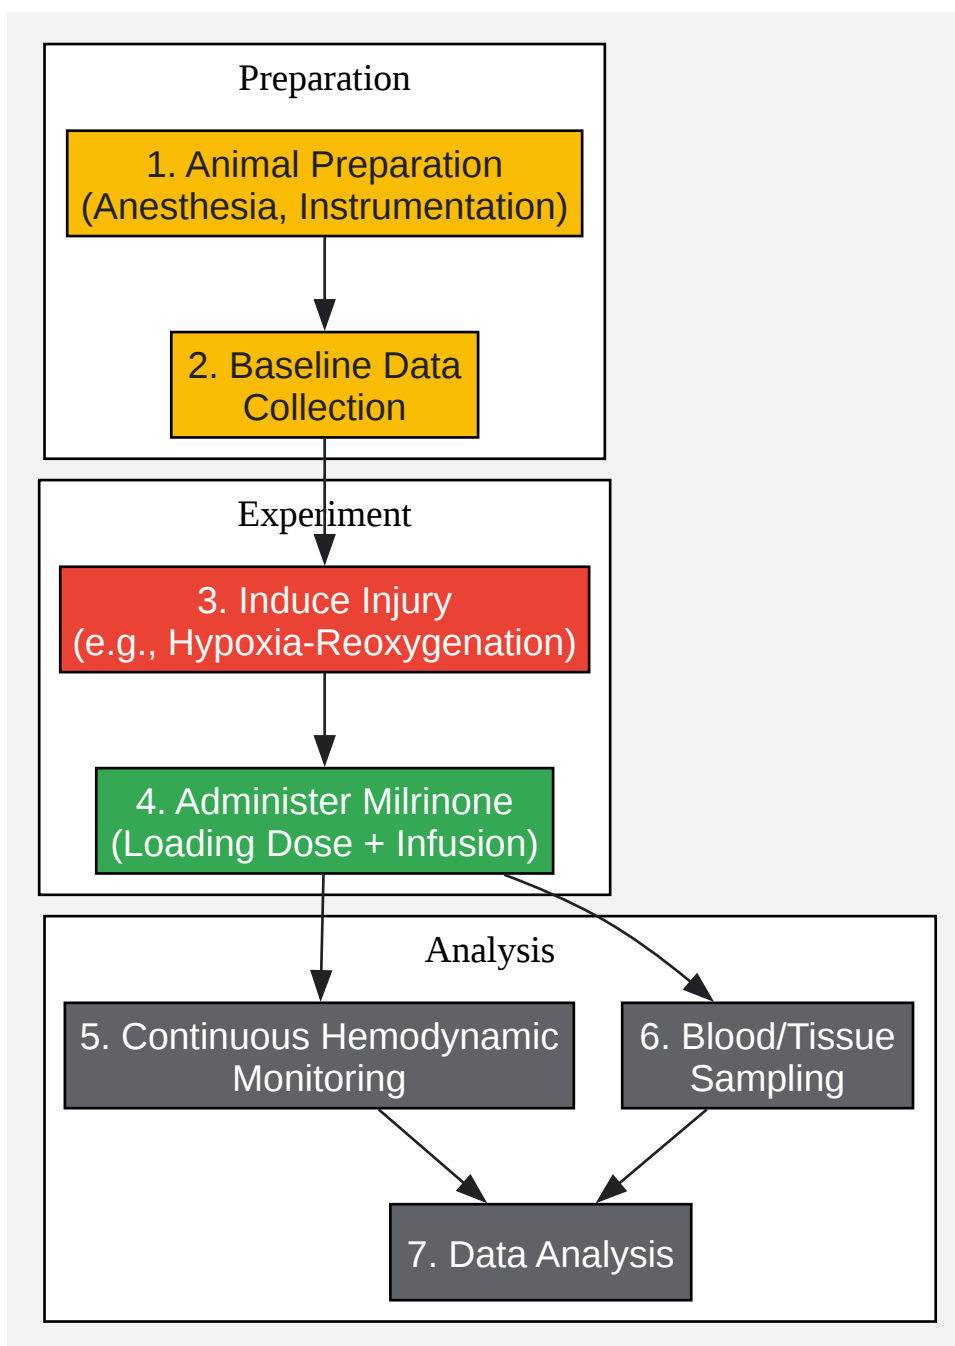 Preparation
1. Animal Preparation
(Anesthesia, Instrumentation)
2. Baseline Data
Collection
Experiment
3. Induce Injury
(e.g., Hypoxia-Reoxygenation)
4. Administer Milrinone
(Loading Dose + Infusion)
Analysis
5. Continuous Hemodynamic
Monitoring
6. Blood/Tissue
Sampling
7. Data Analysis